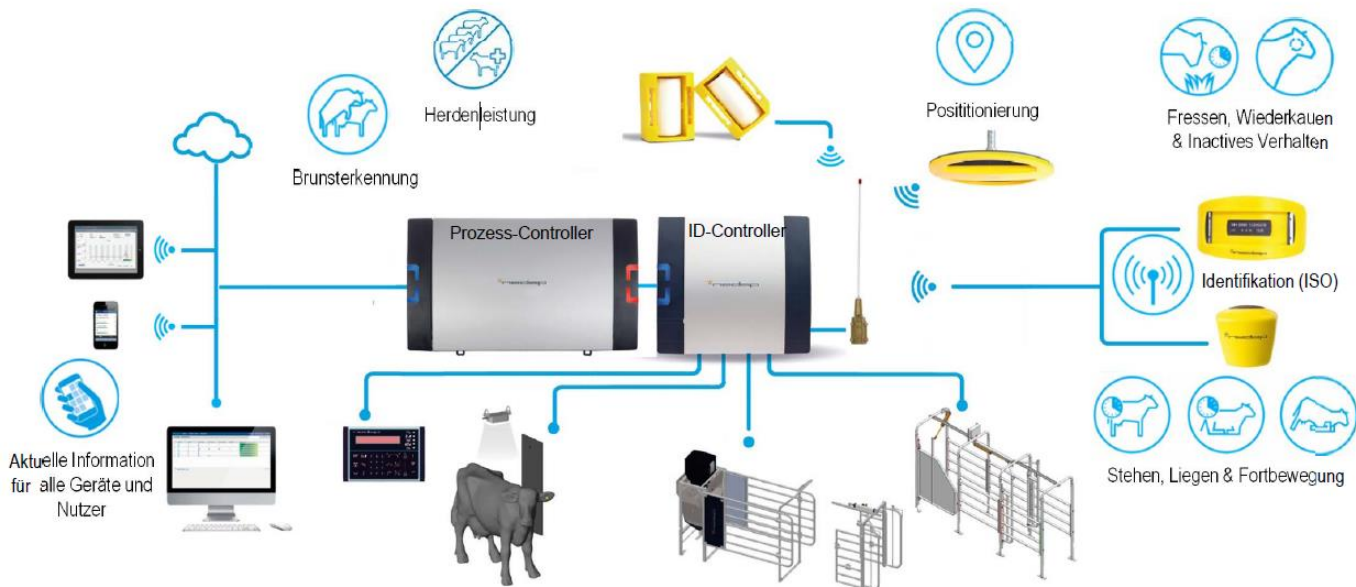 Herdenleistung
Brunsterkennung
Posititionierung
Fressen, Wiederkauen
& Inactives Verhalten
Prozess-Controller
ID-Controller
Identifikation (ISO)
Aktuelle Information
für alle Geräte und
Nutzer
Stehen, Liegen & Fortbewegung